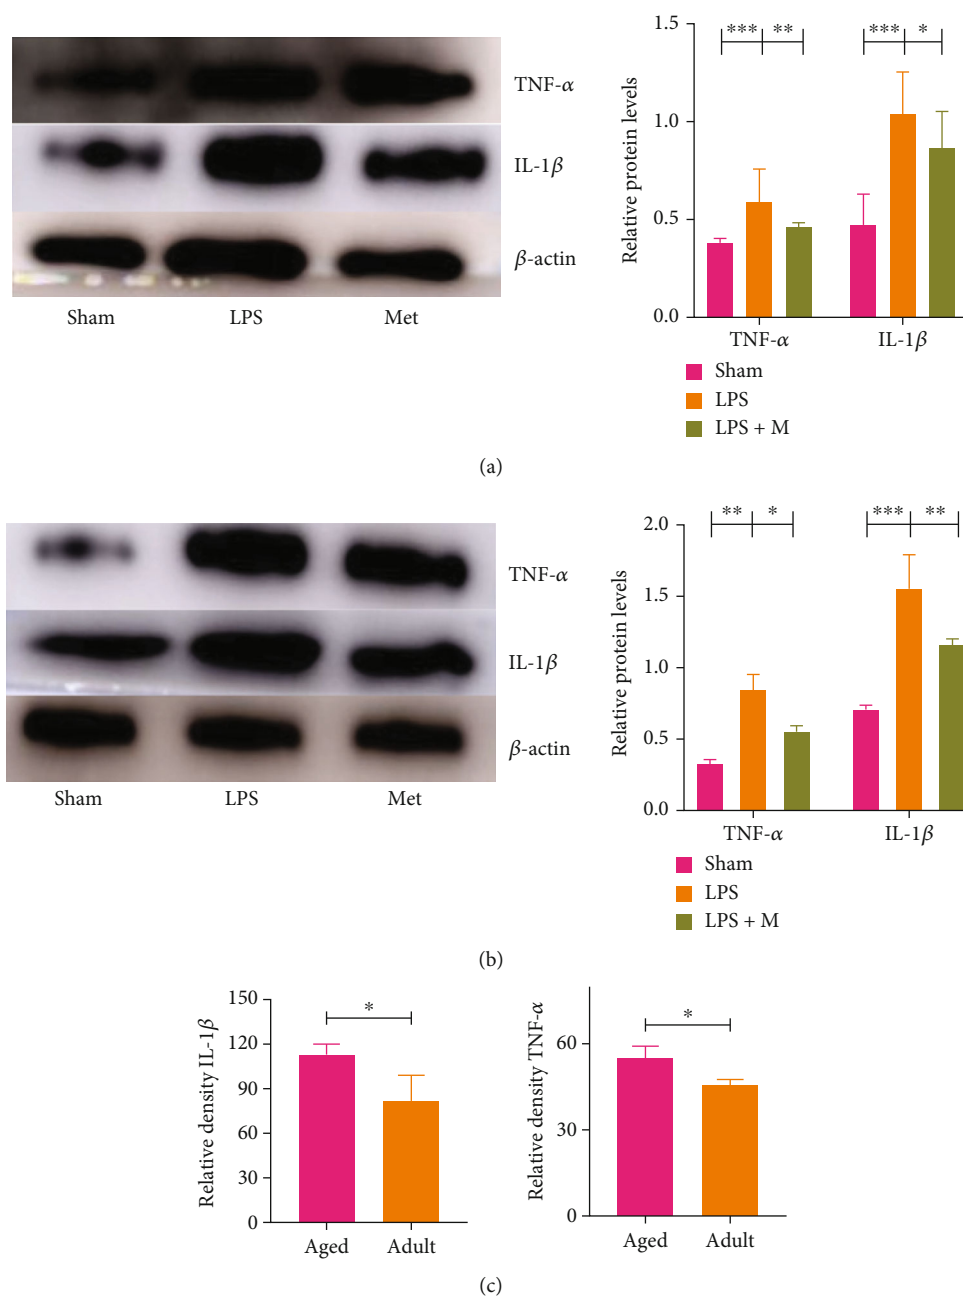 TNF-α
IL-1β
β-actin
Sham LPS Met
Relative protein levels
1.5
1.0
0.5
0.0
*** ** *** *
TNF-α IL-1β
Sham
LPS
LPS + M
(a)
TNF-α
IL-1β
β-actin
Sham LPS Met
Relative protein levels
2.0
1.5
1.0
0.5
0.0
** * *** **
TNF-α IL-1β
Sham
LPS
LPS + M
(b)
Relative density IL-1β
150
120
90
60
30
0
*
Aged Adult
Relative density TNF-α
60
30
0
*
Aged Adult
(c)